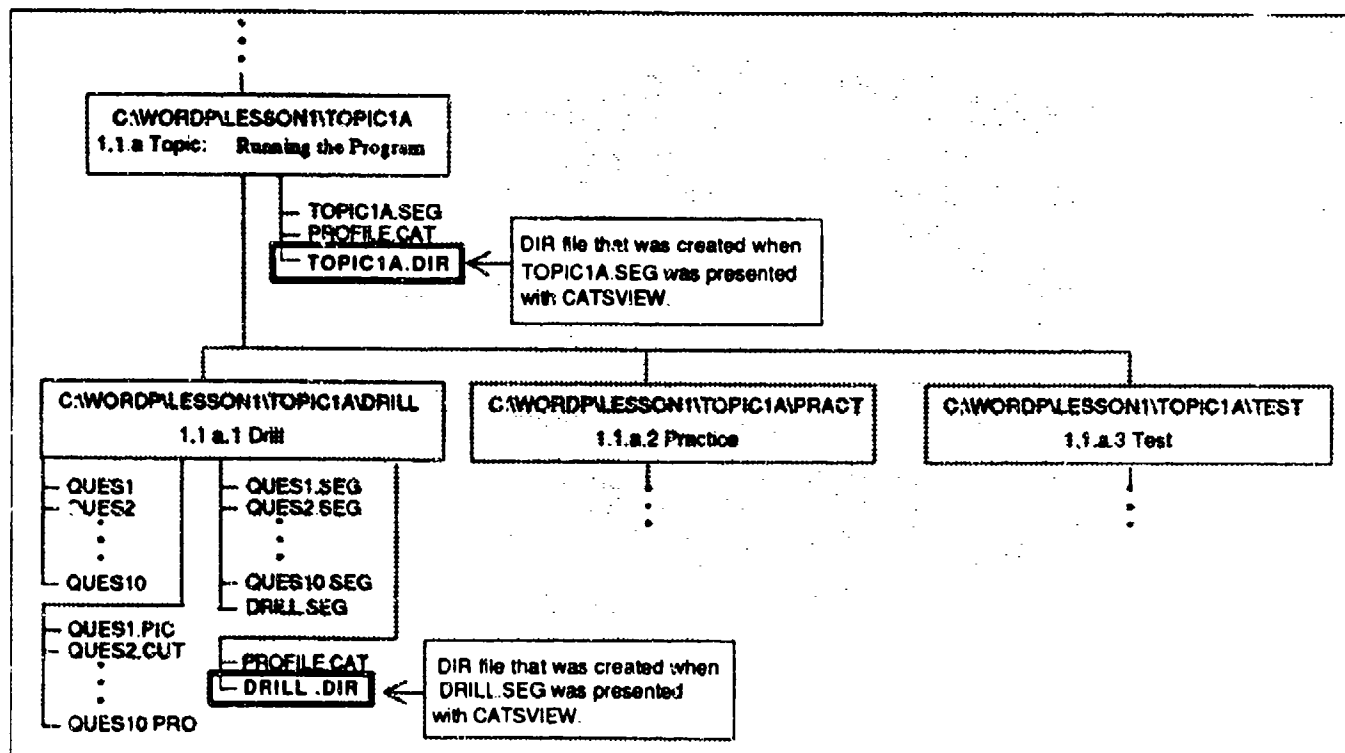 C:\WORDP\LESSON1\TOPIC1A
1.1.a Topic: Running the Program
TOPIC1A.SEG
PROFILE.CAT
TOPIC1A.DIR
DIR file that was created when
TOPIC1A.SEG was presented
with CATSVIEW.
C:\WORDP\LESSON1\TOPIC1A\DRILL
1.1 a.1 Drill
C:\WORDP\LESSON1\TOPIC1A\PRACT
1.1.a.2 Practice
C:\WORDP\LESSON1\TOPIC1A\TEST
1.1.a.3 Test
QUES1
QUES2
QUES10
QUES1.SEG
QUES2.SEG
QUES10.SEG
DRILL.SEG
QUES1.PIC
QUES2.CUT
QUES10 PRO
PROFILE.CAT
DRILL .DIR
DIR file that was created when
DRILL.SEG was presented
with CATSVIEW.